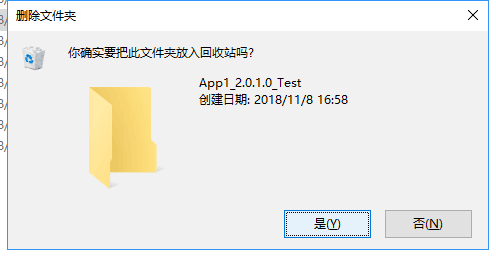 删除文件夹
你确实要把此文件夹放入回收站吗?
App1_2.0.1.0_Test
创建日期: 2018/11/8 16:58
是(Y)
否(N)